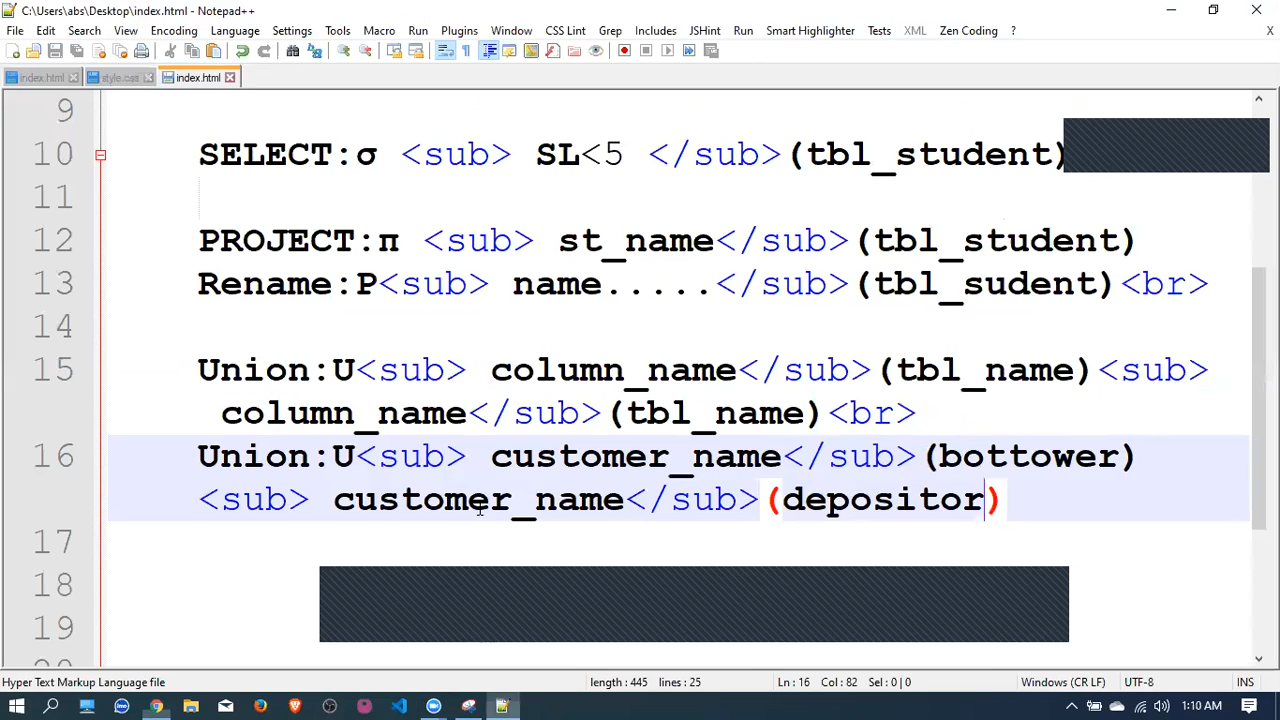 C:\Users\abs\Desktop\index.html - Notepad++
File Edit Search View Encoding Language Settings Tools Macro Run Plugins Window CSS Lint Grep Includes JSHint Run Smart Highlighter Tests XML Zen Coding ? X
index.html style.css index.html
9
10 SELECT:σ <sub> SL<5 </sub>(tbl_student)
11
12 PROJECT:π <sub> st_name</sub>(tbl_student)
13 Rename:P<sub> name.....</sub>(tbl_sudent)<br>
14
15 Union:U<sub> column_name</sub>(tbl_name)<sub>
column_name</sub>(tbl_name)<br>
16 Union:U<sub> customer_name</sub>(bottower)
<sub> customer_name</sub>(depositor)
17
18
19
Hyper Text Markup Language file length : 445 lines : 25 Ln : 16 Col : 82 Sel : 0 | 0 Windows (CR LF) UTF-8 INS
1:10 AM